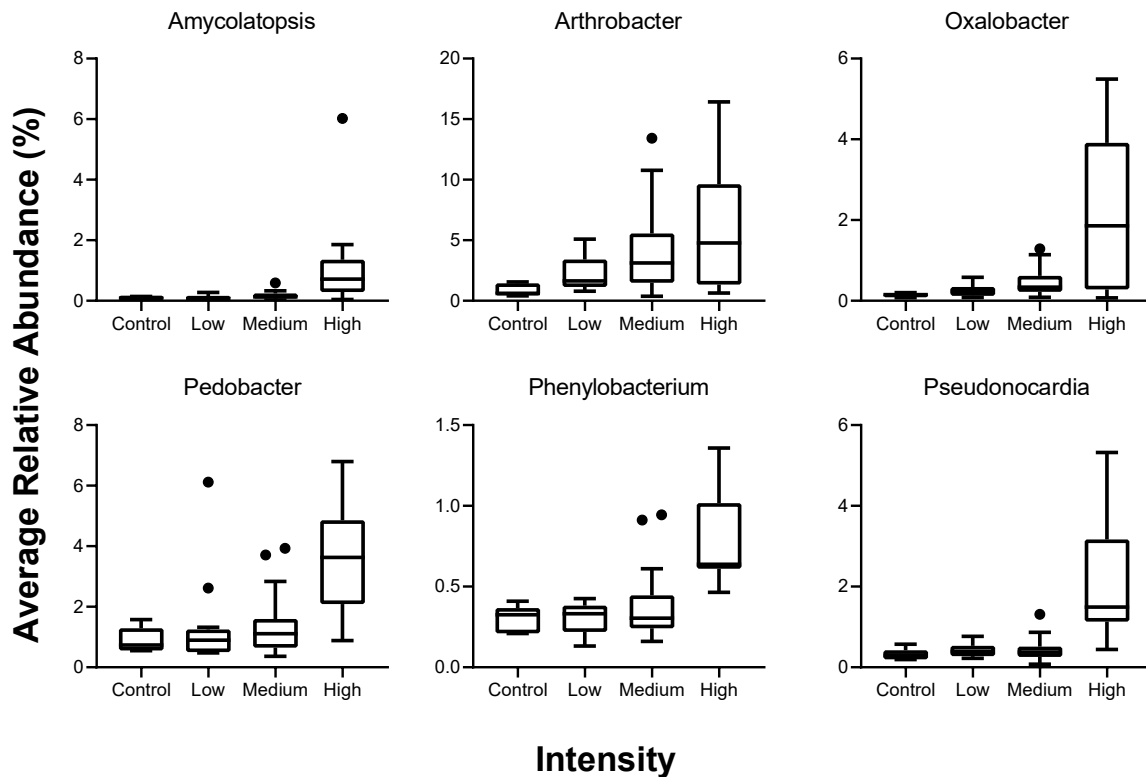 Average Relative Abundance (%)
Amycolatopsis
8
6
4
2
0
Control Low Medium High
Arthrobacter
20
15
10
5
0
Control Low Medium High
Oxalobacter
6
4
2
0
Control Low Medium High
Pedobacter
8
6
4
2
0
Control Low Medium High
Phenylobacterium
1.5
1.0
0.5
0.0
Control Low Medium High
Pseudonocardia
6
4
2
0
Control Low Medium High
Intensity